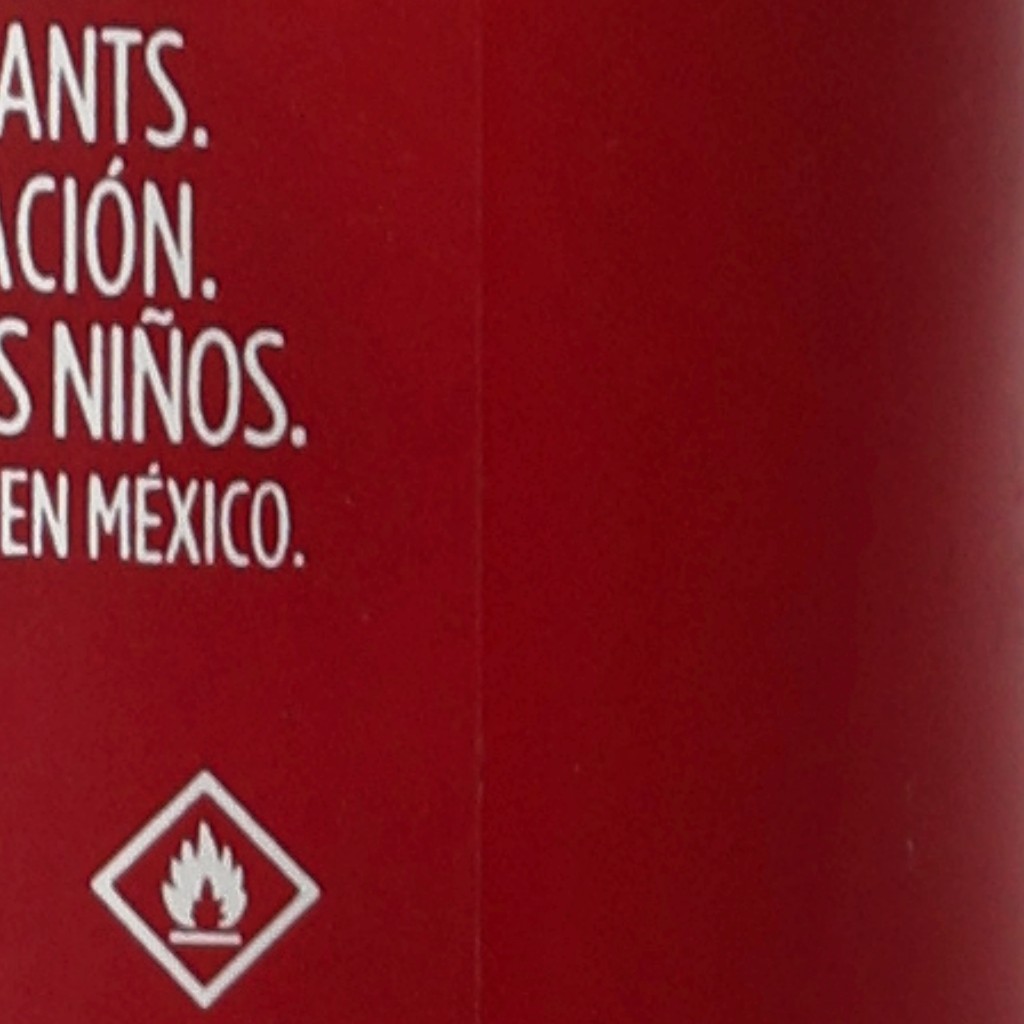 ANTS.
ACIÓN.
S NIÑOS.
EN MÉXICO.